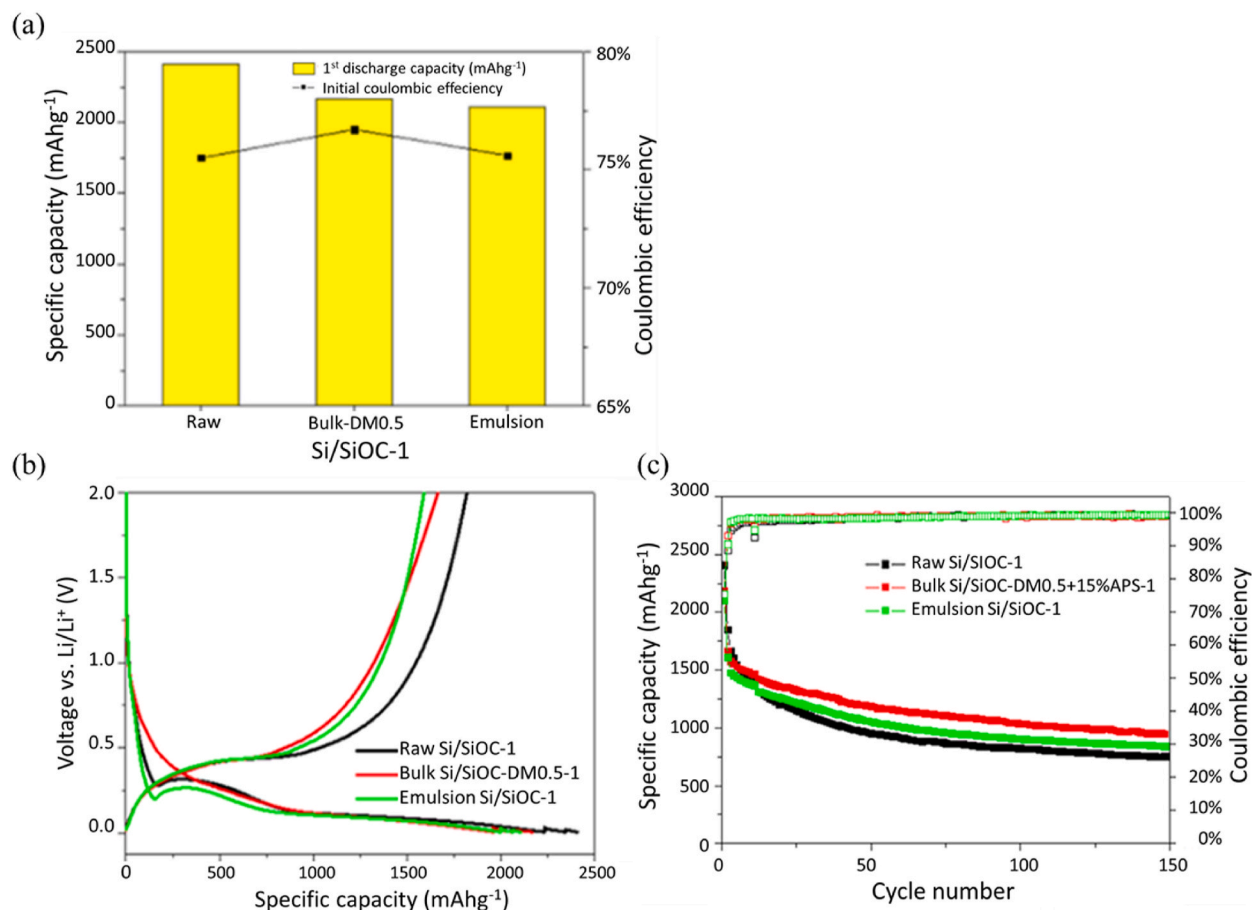 (a)
2500
2000
1500
1000
500
0
Specific capacity (mAhg⁻¹)
80%
75%
70%
65%
Coulombic efficiency
1st discharge capacity (mAhg⁻¹)
Initial coulombic effeciency
Raw
Bulk-DM0.5
Emulsion
Si/SiOC-1
(b)
2.0
1.5
1.0
0.5
0.0
Voltage vs. Li/Li⁺ (V)
Raw Si/SiOC-1
Bulk Si/SiOC-DM0.5-1
Emulsion Si/SiOC-1
0
500
1000
1500
2000
2500
Specific capacity (mAhg⁻¹)
(c)
3000
2500
2000
1500
1000
750
500
0
Specific capacity (mAhg⁻¹)
100%
90%
80%
70%
60%
50%
40%
30%
20%
10%
0%
Coulombic efficiency
Raw Si/SIOC-1
Bulk Si/SiOC-DM0.5+15%APS-1
Emulsion Si/SiOC-1
0
50
100
150
Cycle number